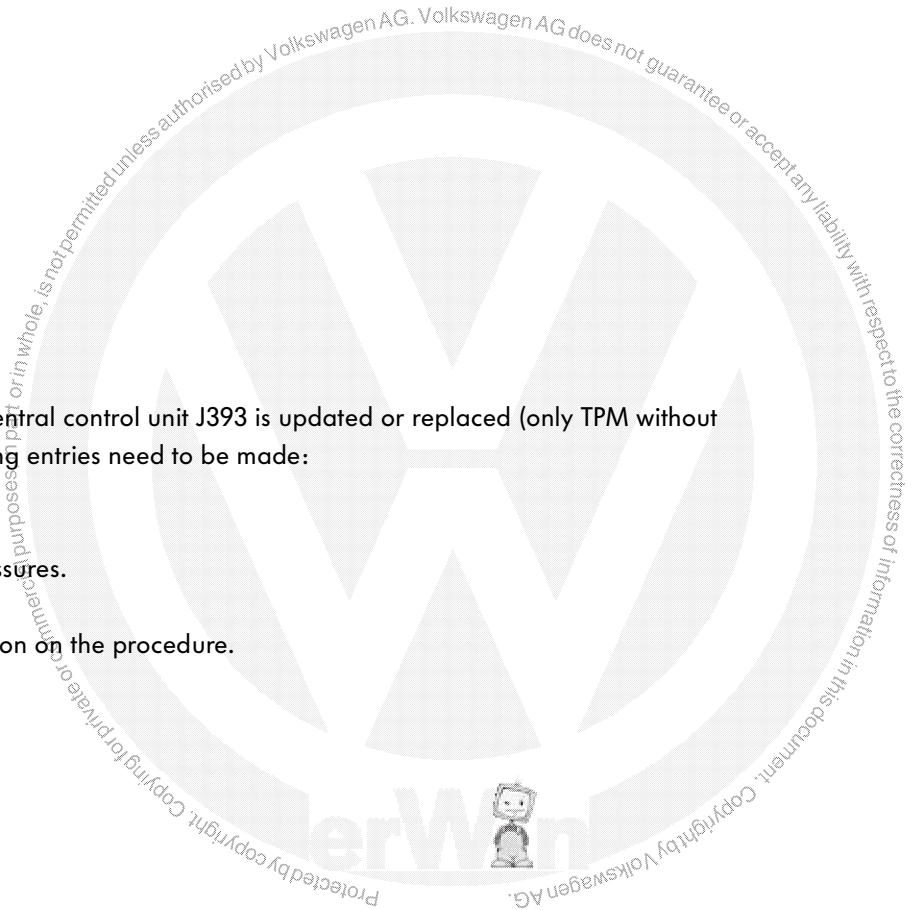 entral control unit J393 is updated or replaced (only TPM without
ng entries need to be made:
ssures.
on on the procedure.
Protected by copyright. Copying for private or commercial purposes, in part or in whole, is not permitted unless authorised by Volkswagen AG. Volkswagen AG does not guarantee or accept any liability with respect to the correctness of information in this document. Copyright by Volkswagen AG.
erWin